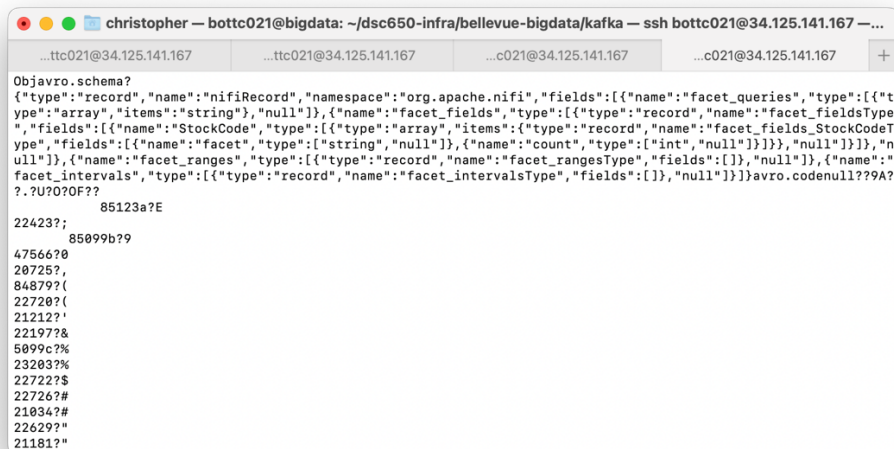 christopher — bottc021@bigdata: ~/dsc650-infra/bellevue-bigdata/kafka — ssh bottc021@34.125.141.167 —...
...ttc021@34.125.141.167 ...ttc021@34.125.141.167 ...c021@34.125.141.167 ...c021@34.125.141.167 +
Objavro.schema?
{"type":"record","name":"nifiRecord","namespace":"org.apache.nifi","fields":[{"name":"facet_queries","type":[{"t
ype":"array","items":"string"},"null"]},{"name":"facet_fields","type":[{"type":"record","name":"facet_fieldsType
","fields":[{"name":"StockCode","type":[{"type":"array","items":{"type":"record","name":"facet_fields_StockCodeT
ype","fields":[{"name":"facet","type":["string","null"]},{"name":"count","type":["int","null"]}]}},"null"]}]},"n
ull"]},{"name":"facet_ranges","type":[{"type":"record","name":"facet_rangesType","fields":[]},"null"]},{"name":"
facet_intervals","type":[{"type":"record","name":"facet_intervalsType","fields":[]},"null"]}]}avro.codenull??9A?
?.?U?O?OF??
85123a?E
22423?;
85099b?9
47566?0
20725?,
84879?(
22720?(
21212?'
22197?&
5099c?%
23203?%
22722?$
22726?#
21034?#
22629?"
21181?"